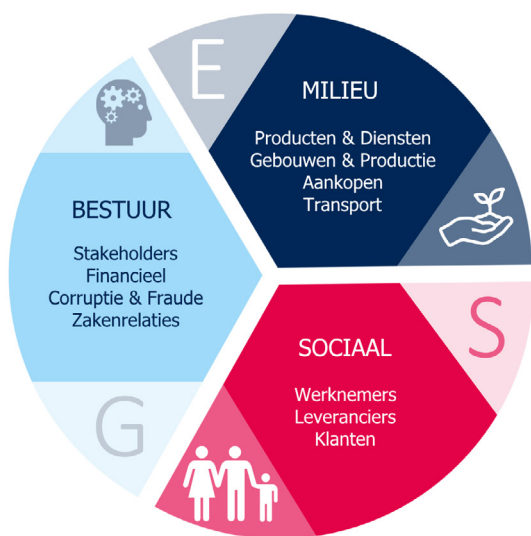 E
MILIEU
Producten & Diensten
Gebouwen & Productie
Aankopen
Transport
S
SOCIAAL
Werknemers
Leveranciers
Klanten
G
BESTUUR
Stakeholders
Financieel
Corruptie & Fraude
Zakenrelaties